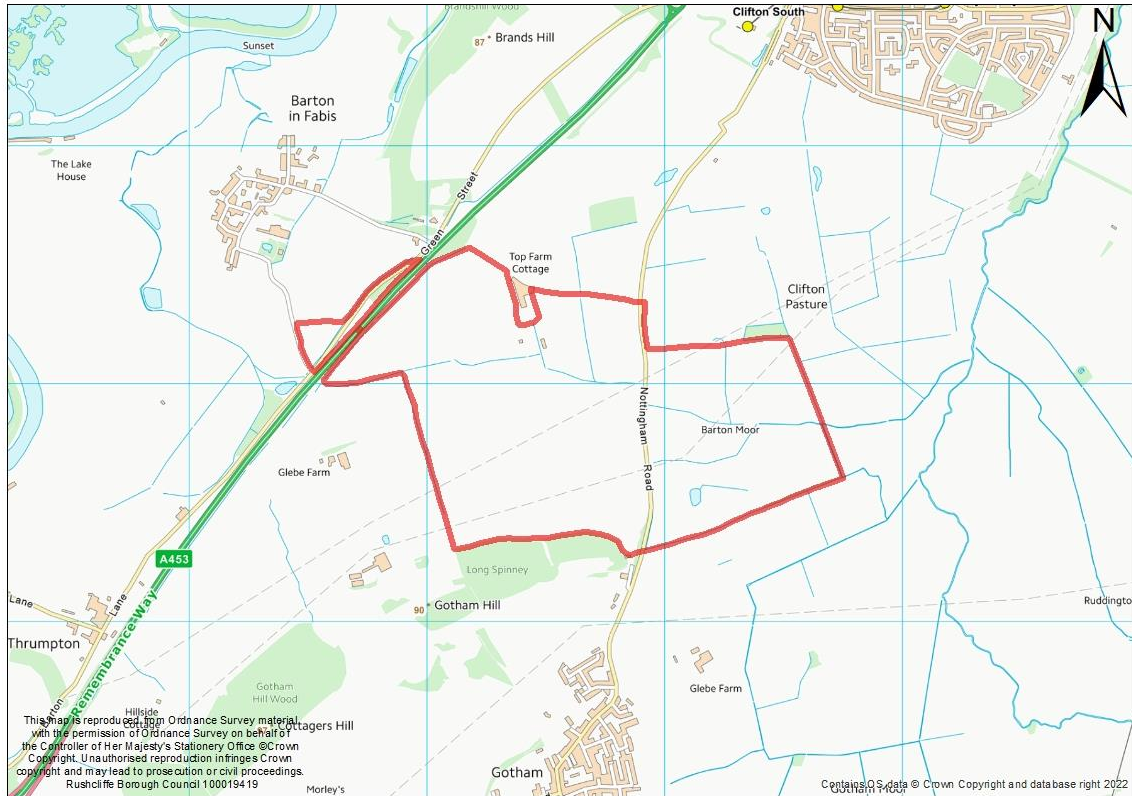 Brandshill Wood
Clifton South
N
Sunset
87
Brands Hill
Barton
in Fabis
The Lake
House
Green Street
Top Farm
Cottage
Clifton
Pasture
Nottingham Road
Barton Moor
Glebe Farm
A453
Long Spinney
90
Gotham Hill
Lane
Lane
Ruddingto
Thrumpton
Remembrance Way
Glebe Farm
Gotham
Hill Wood
Barton
Hillside
Cottage
Cottagers Hill
This map is reproduced from Ordnance Survey material
with the permission of Ordnance Survey on behalf of
the Controller of Her Majesty's Stationery Office ©Crown
Copyright. Unauthorised reproduction infringes Crown
copyright and may lead to prosecution or civil proceedings.
Rushcliffe Borough Council 100019419
Gotham
Morley's
Gotham Moor
Contains OS data © Crown Copyright and database right 2022